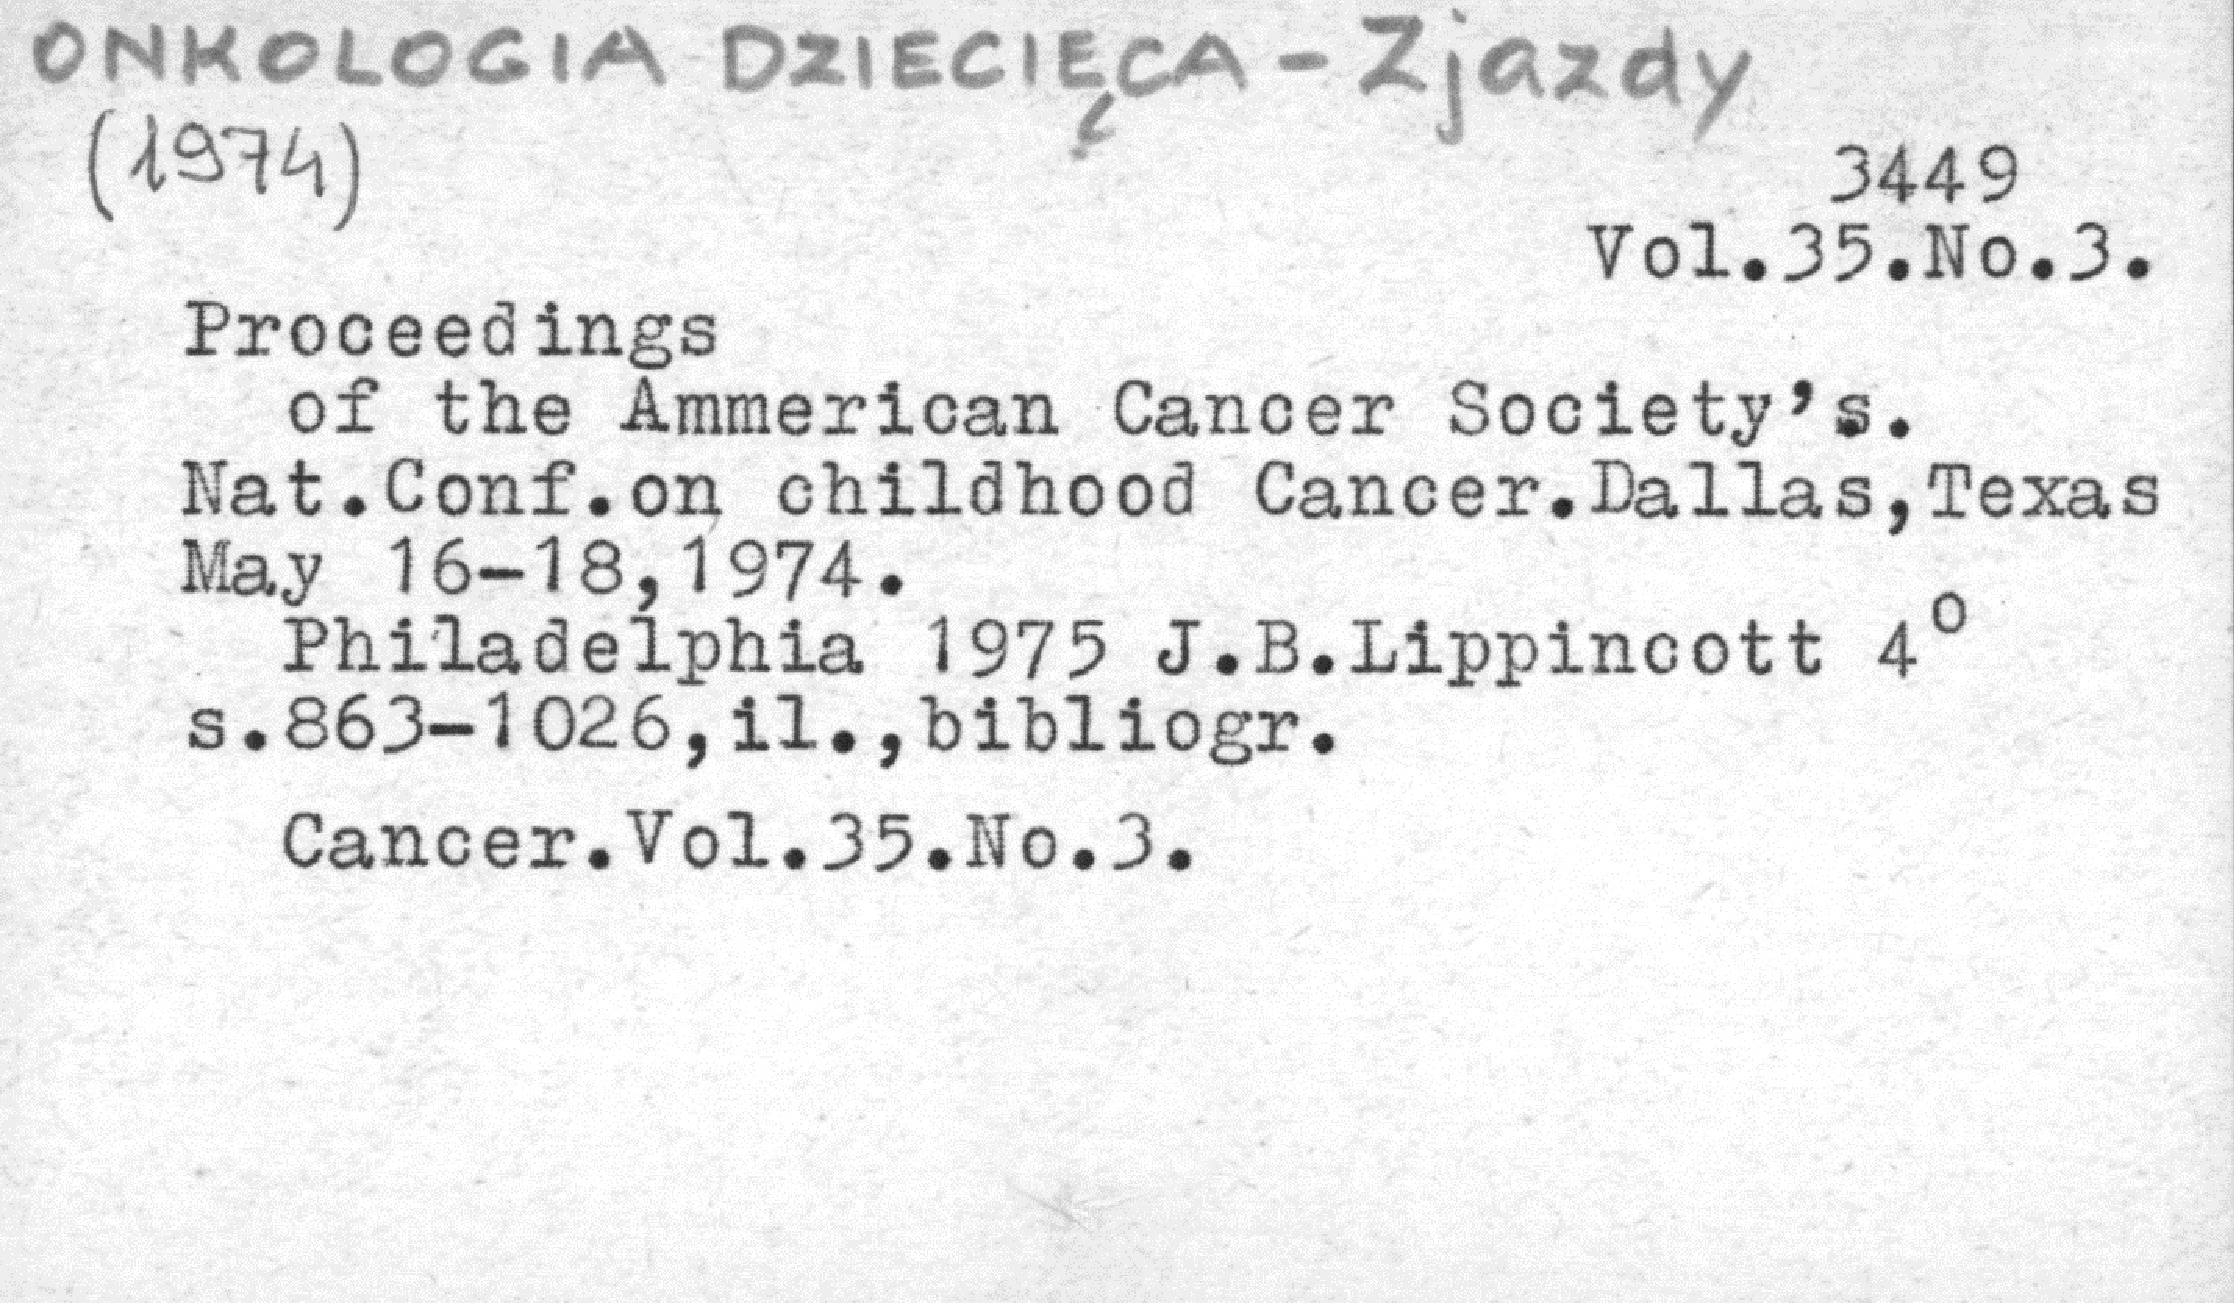 ONKOLOGIA DZIECIĘCA - Zjazdy
(1974)
3449
Vol.35.No.3.
Proceedings
of the Ammerican Cancer Society's.
Nat.Conf.on childhood Cancer.Dallas,Texas
May 16-18,1974.
Philadelphia 1975 J.B.Lippincott 4°
s.863-1026,il.,bibliogr.
Cancer.Vol.35.No.3.